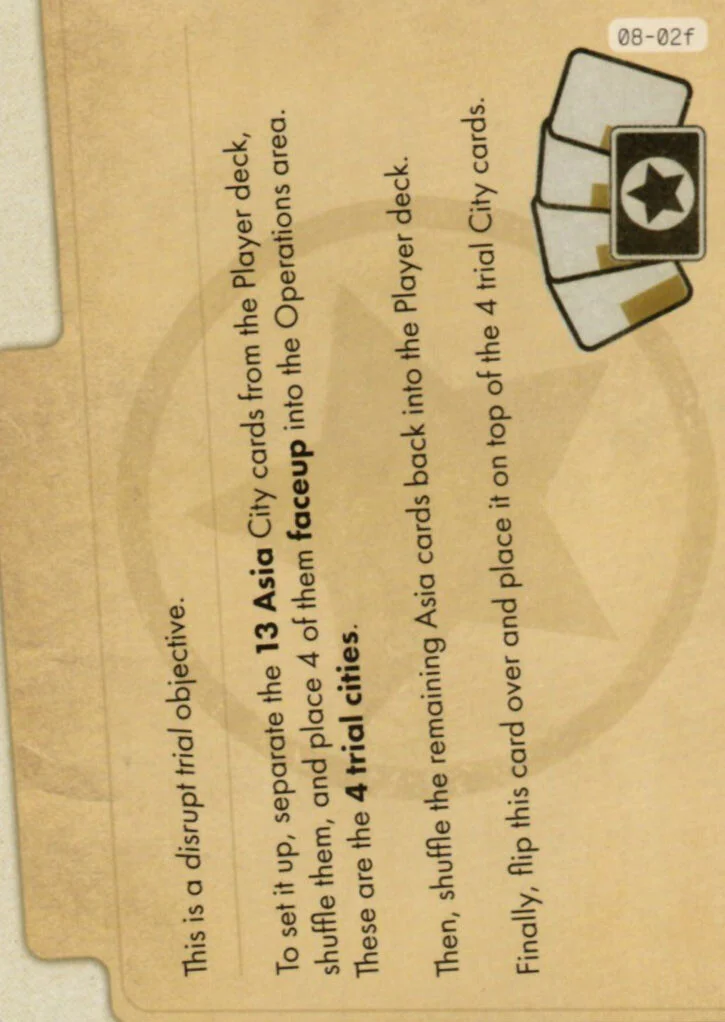 This is a disrupt trial objective.
To set it up, separate the 13 Asia City cards from the Player deck,
shuffle them, and place 4 of them faceup into the Operations area.
These are the 4 trial cities.
Then, shuffle the remaining Asia cards back into the Player deck.
Finally, flip this card over and place it on top of the 4 trial City cards.
08-02f